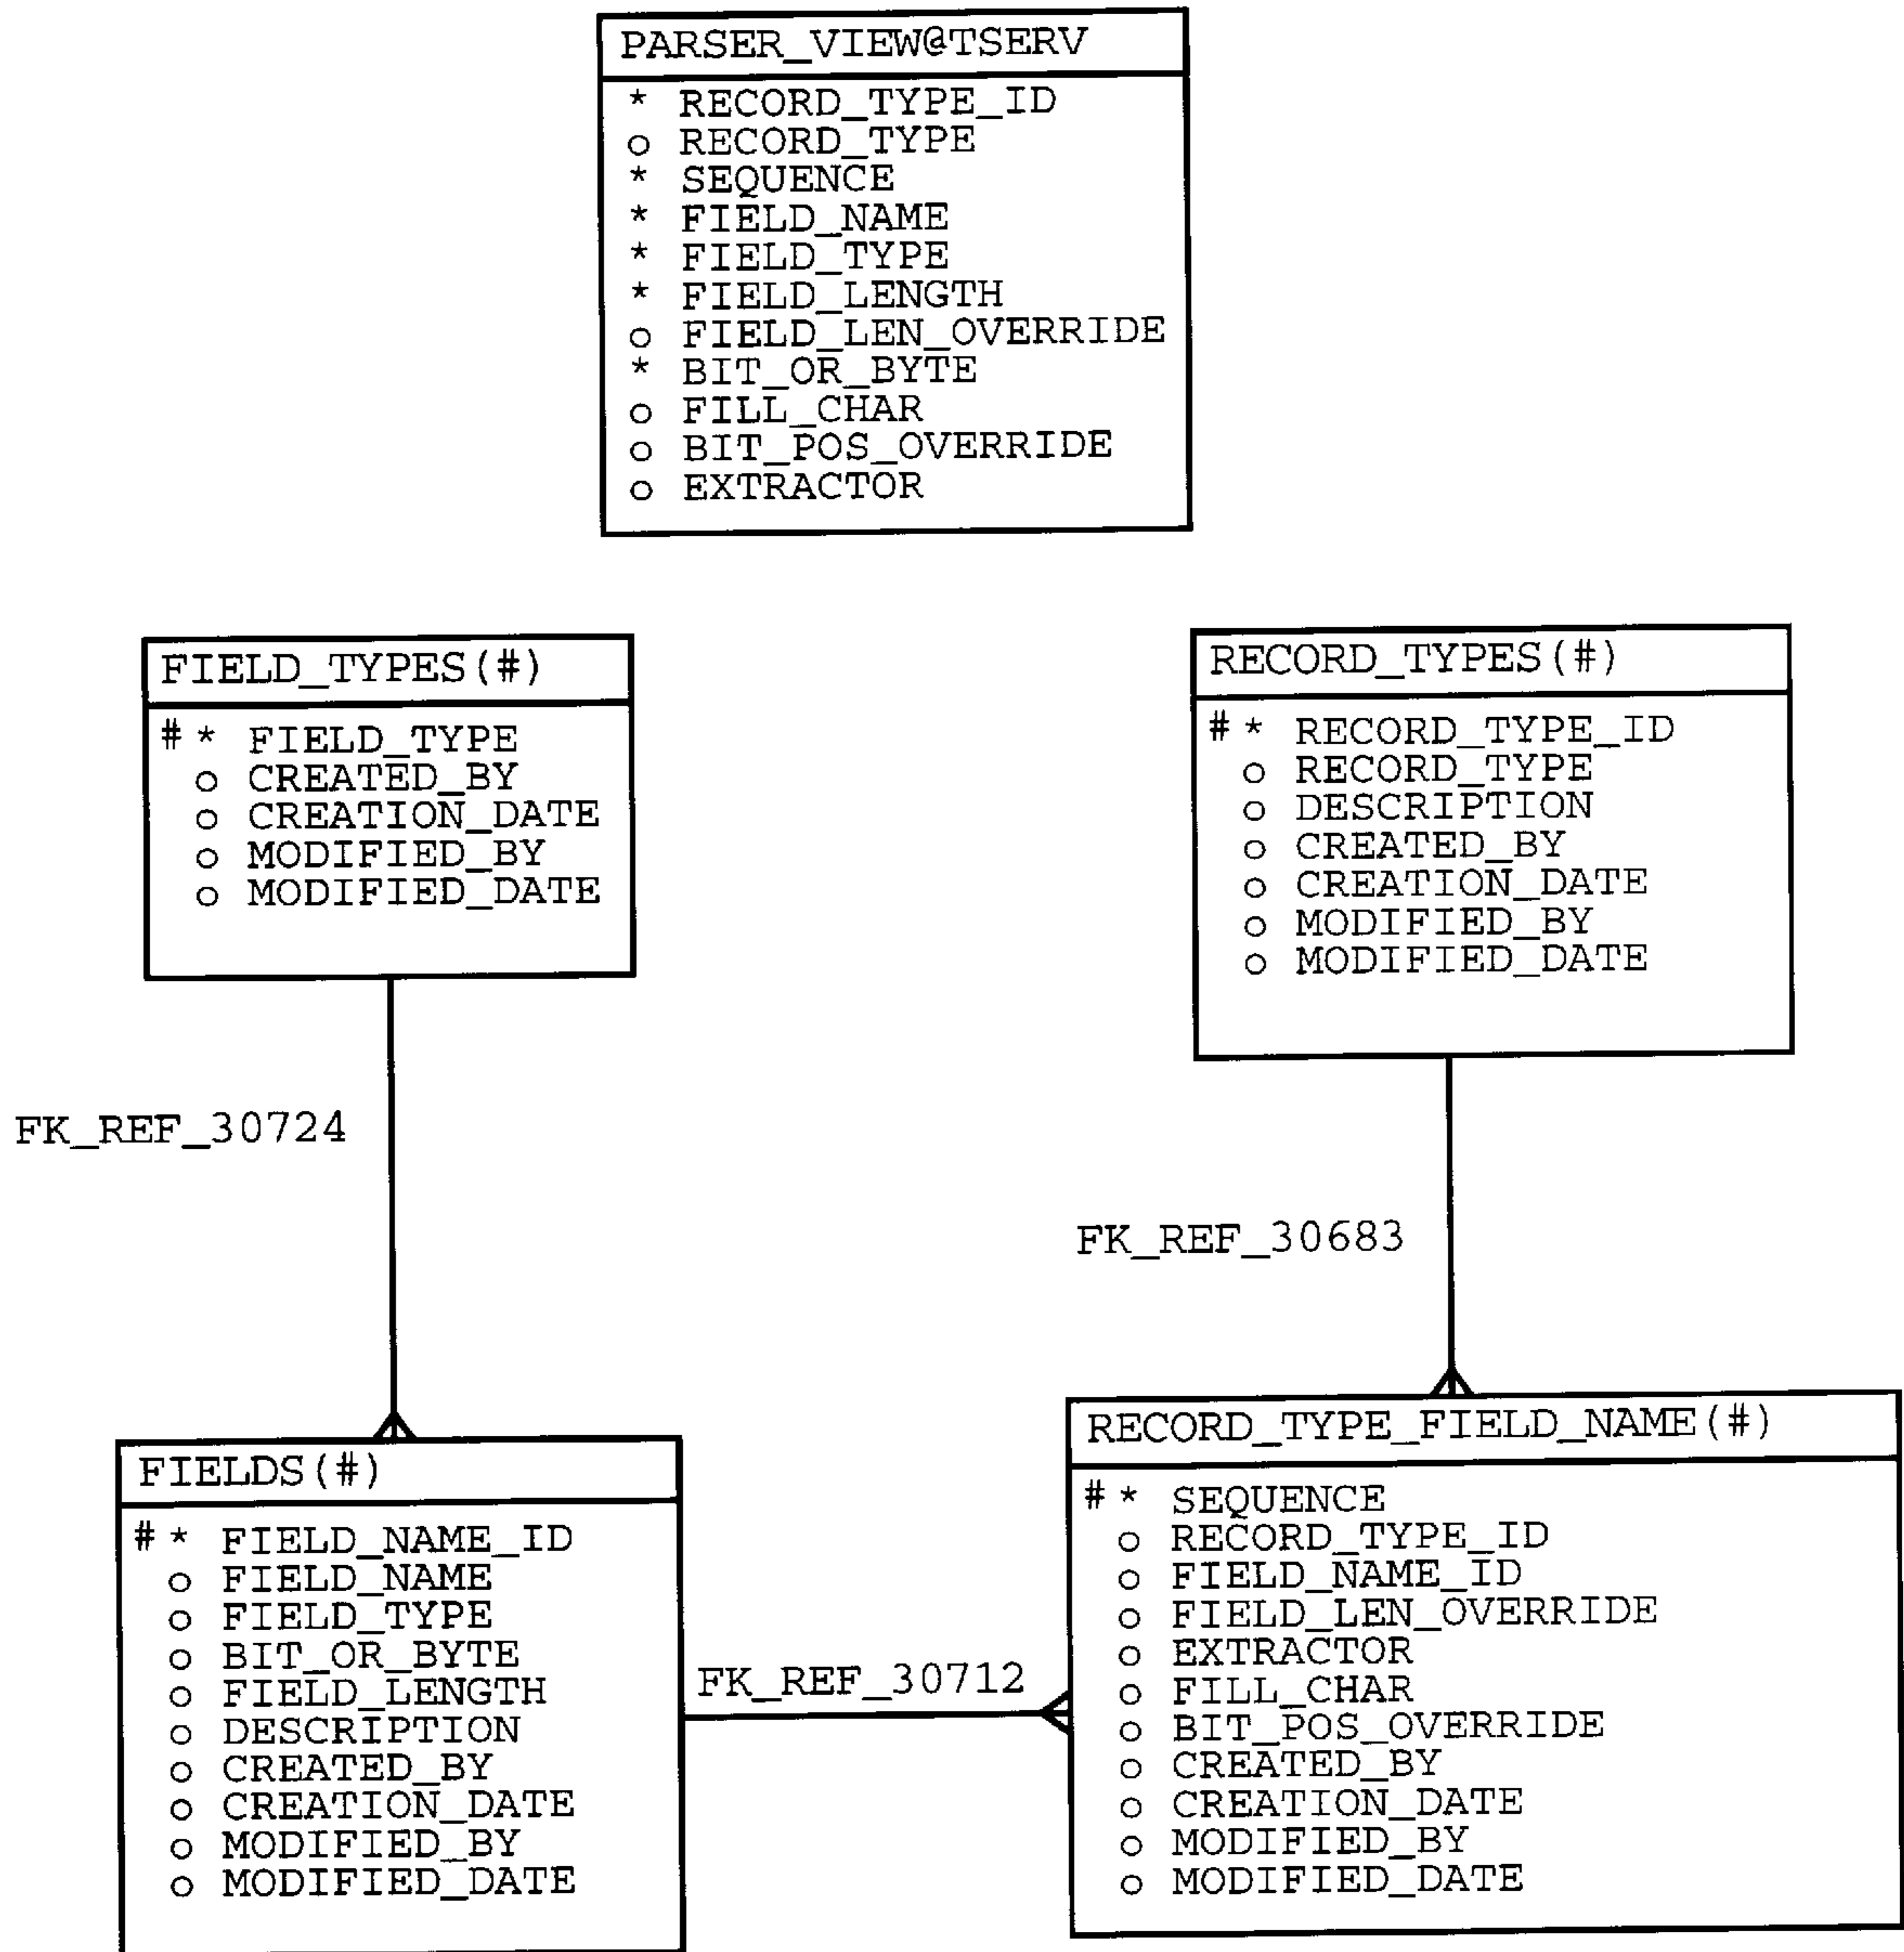 PARSER_VIEW@TSERV
* RECORD_TYPE_ID
o RECORD_TYPE
* SEQUENCE
* FIELD_NAME
* FIELD_TYPE
* FIELD_LENGTH
o FIELD_LEN_OVERRIDE
* BIT_OR_BYTE
o FILL_CHAR
o BIT_POS_OVERRIDE
o EXTRACTOR
FIELD_TYPES(#)
# * FIELD_TYPE
o CREATED_BY
o CREATION_DATE
o MODIFIED_BY
o MODIFIED_DATE
RECORD_TYPES(#)
# * RECORD_TYPE_ID
o RECORD_TYPE
o DESCRIPTION
o CREATED_BY
o CREATION_DATE
o MODIFIED_BY
o MODIFIED_DATE
FK_REF_30724
FK_REF_30683
FIELDS(#)
# * FIELD_NAME_ID
o FIELD_NAME
o FIELD_TYPE
o BIT_OR_BYTE
o FIELD_LENGTH
o DESCRIPTION
o CREATED_BY
o CREATION_DATE
o MODIFIED_BY
o MODIFIED_DATE
FK_REF_30712
RECORD_TYPE_FIELD_NAME(#)
# * SEQUENCE
o RECORD_TYPE_ID
o FIELD_NAME_ID
o FIELD_LEN_OVERRIDE
o EXTRACTOR
o FILL_CHAR
o BIT_POS_OVERRIDE
o CREATED_BY
o CREATION_DATE
o MODIFIED_BY
o MODIFIED_DATE